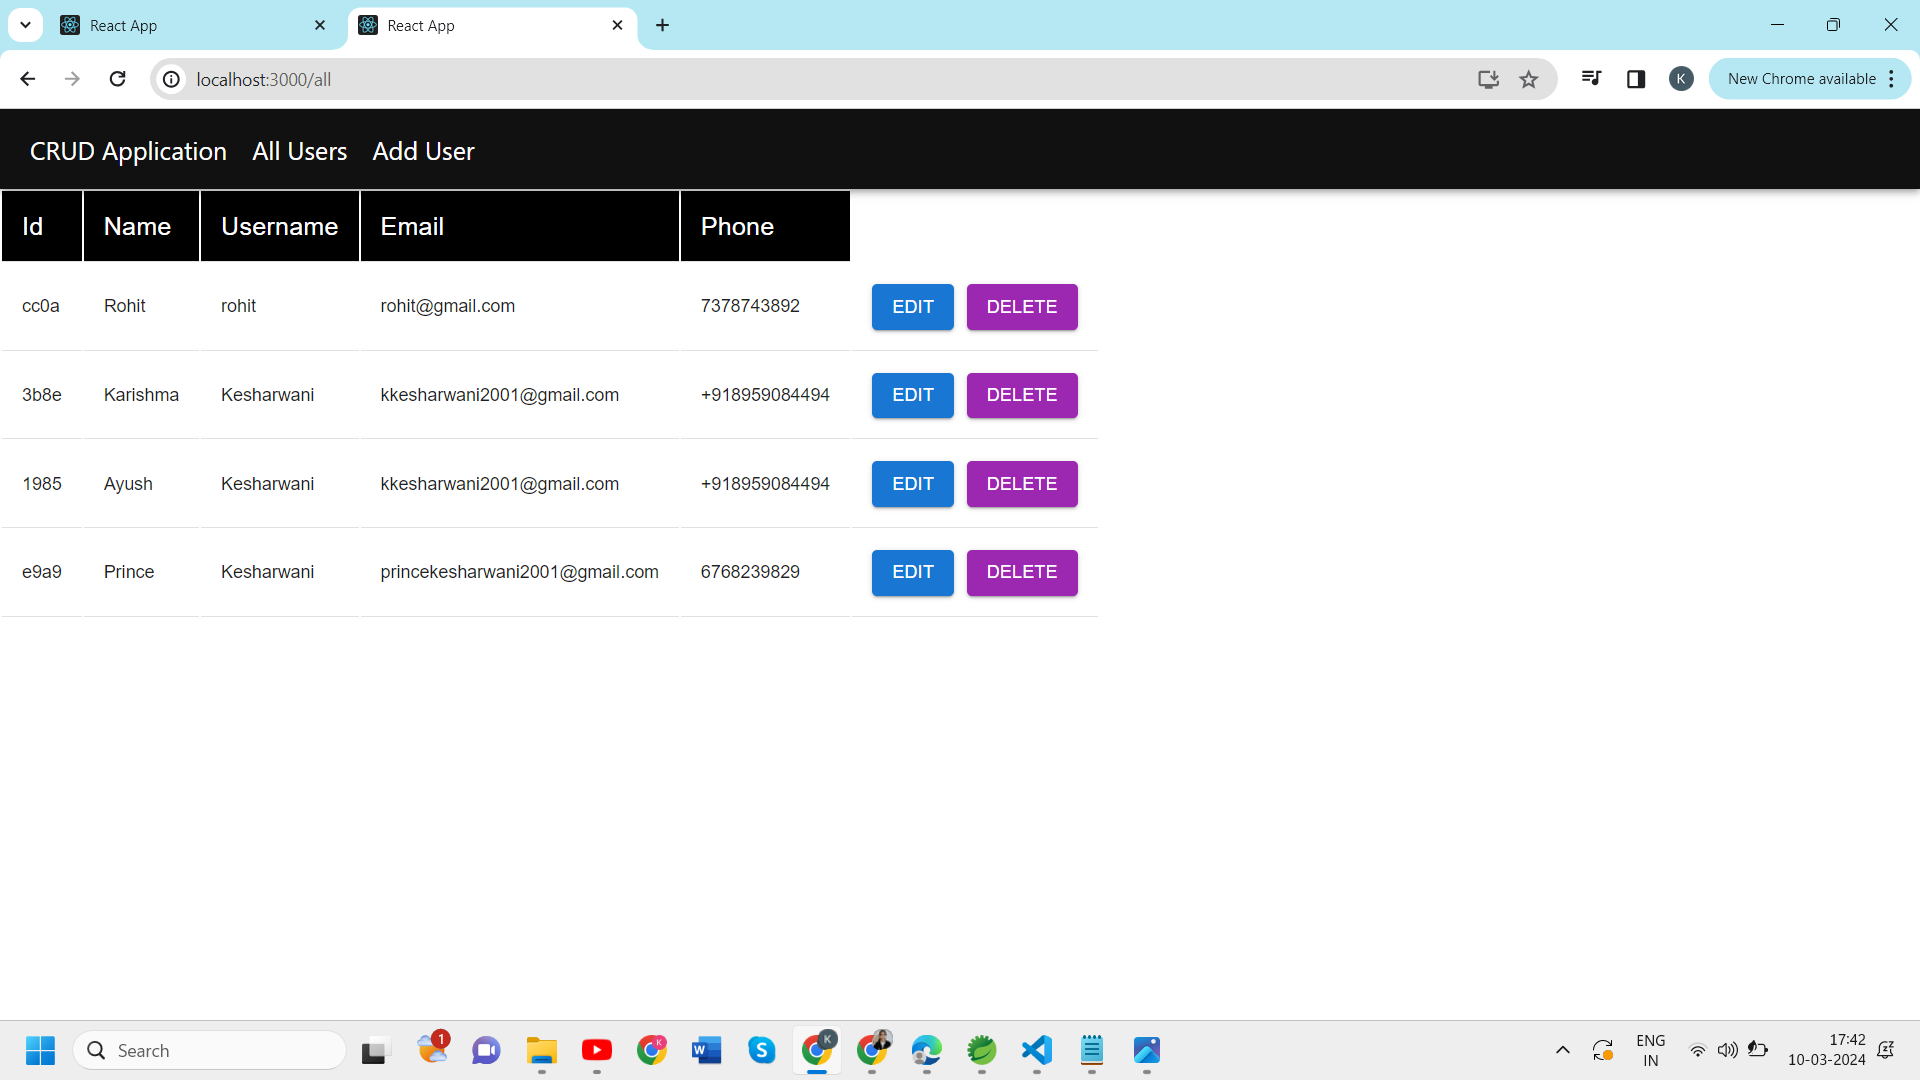 React App
React App
localhost:3000/all
K
New Chrome available
CRUD Application All Users Add User
Id Name Username Email Phone
cc0a Rohit rohit rohit@gmail.com 7378743892 EDIT DELETE
3b8e Karishma Kesharwani kkesharwani2001@gmail.com +918959084494 EDIT DELETE
1985 Ayush Kesharwani kkesharwani2001@gmail.com +918959084494 EDIT DELETE
e9a9 Prince Kesharwani princekesharwani2001@gmail.com 6768239829 EDIT DELETE
Search
1
K
W
S
K
ENG
IN
17:42
10-03-2024